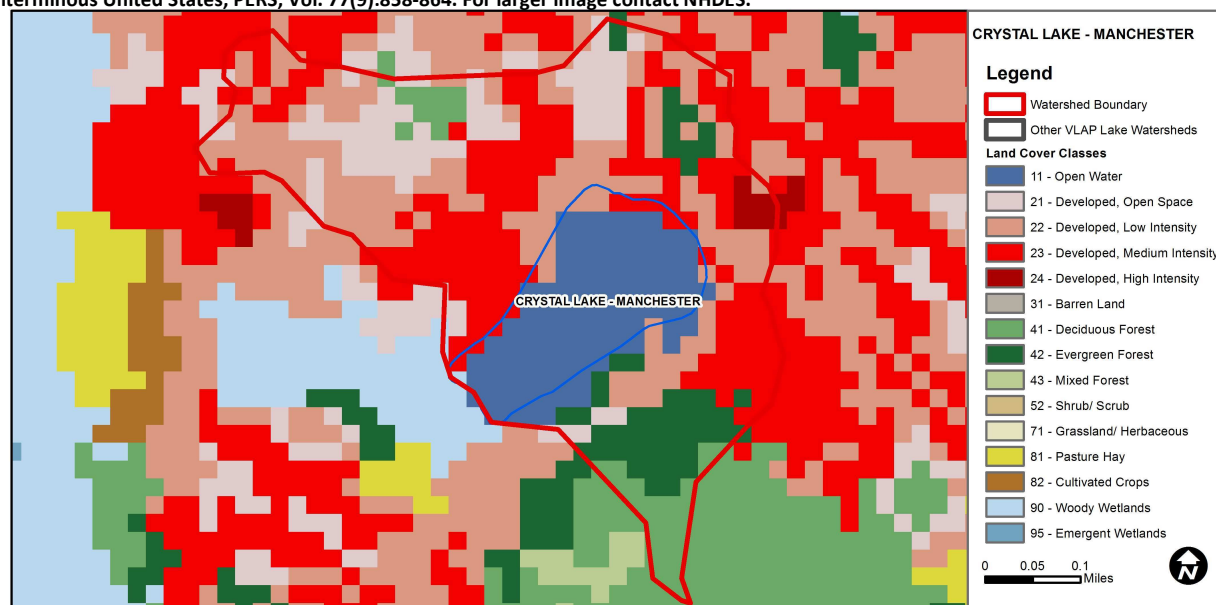 nterminous United States, PERS, Vol. 77(9):858-864. For larger image contact NHDES.
CRYSTAL LAKE - MANCHESTER
Legend
Watershed Boundary
Other VLAP Lake Watersheds
Land Cover Classes
11 - Open Water
21 - Developed, Open Space
22 - Developed, Low Intensity
23 - Developed, Medium Intensity
24 - Developed, High Intensity
31 - Barren Land
41 - Deciduous Forest
42 - Evergreen Forest
43 - Mixed Forest
52 - Shrub/ Scrub
71 - Grassland/ Herbaceous
81 - Pasture Hay
82 - Cultivated Crops
90 - Woody Wetlands
95 - Emergent Wetlands
0 0.05 0.1
Miles
N
CRYSTAL LAKE - MANCHESTER